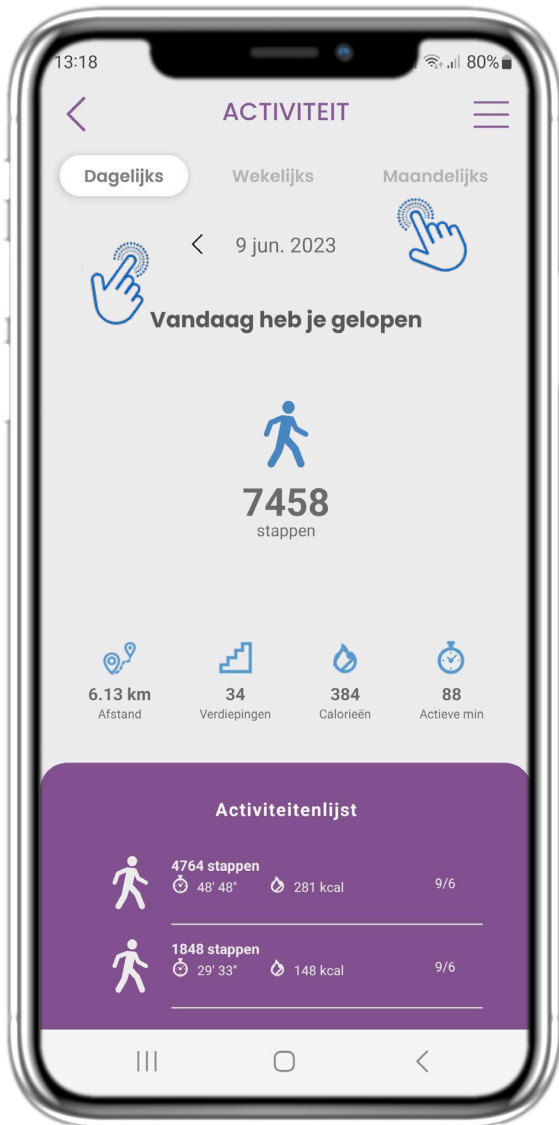 13:18
80%
ACTIVITEIT
Dagelijks Wekelijks Maandelijks
9 jun. 2023
Vandaag heb je gelopen
7458
stappen
6.13 km 34 384 88
Afstand Verdiepingen Calorieën Actieve min
Activiteitenlijst
4764 stappen
48' 48" 281 kcal 9/6
1848 stappen
29' 33" 148 kcal 9/6